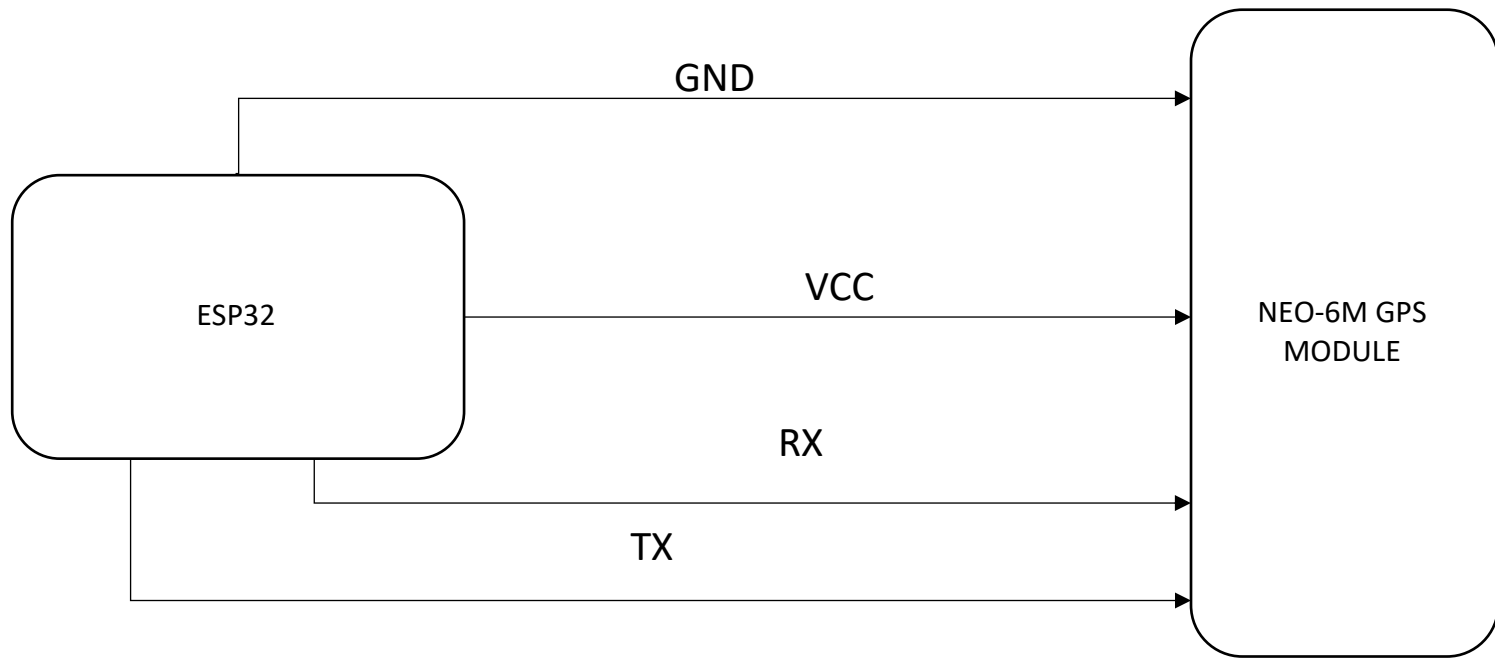 GND
VCC
ESP32
NEO-6M GPS
MODULE
RX
TX